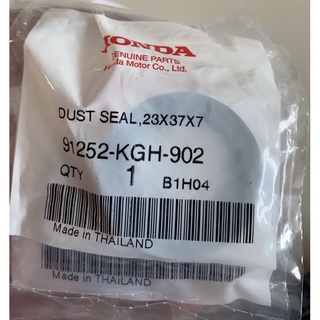 HONDA
GENUINE PARTS
Honda Motor Co., Ltd.
DUST SEAL,23X37X7
91252-KGH-902
QTY 1 B1H04
Made in THAILAND
Made in THAILAND